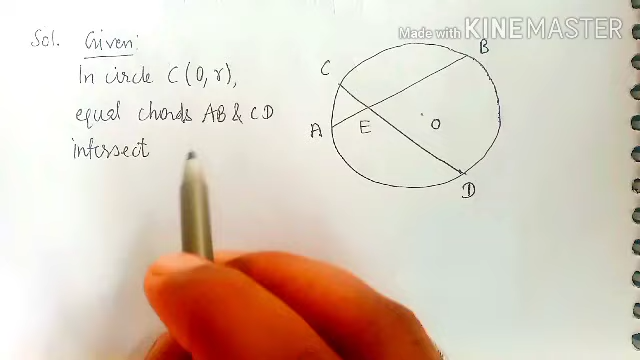 Made with KINEMASTER
Sol. Given:
In circle C(O, r),
equal chords AB & CD
intersect
C
B
A
E
O
D